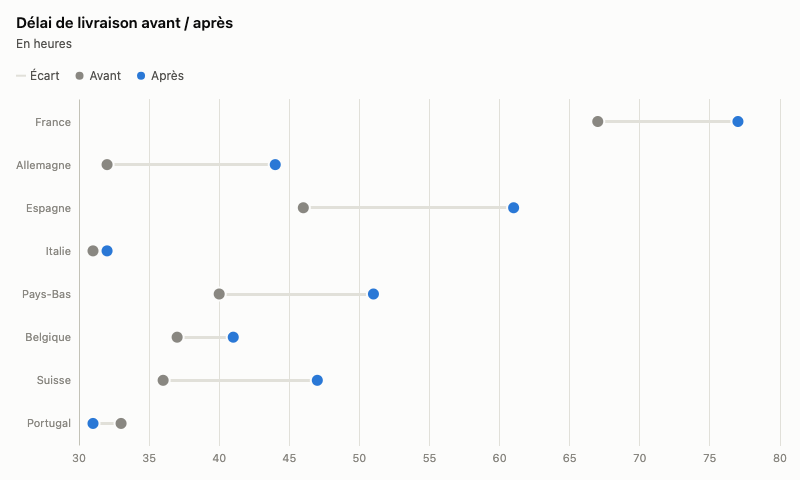 Délai de livraison avant / après
En heures
Écart Avant Après
France
Allemagne
Espagne
Italie
Pays-Bas
Belgique
Suisse
Portugal
30 35 40 45 50 55 60 65 70 75 80